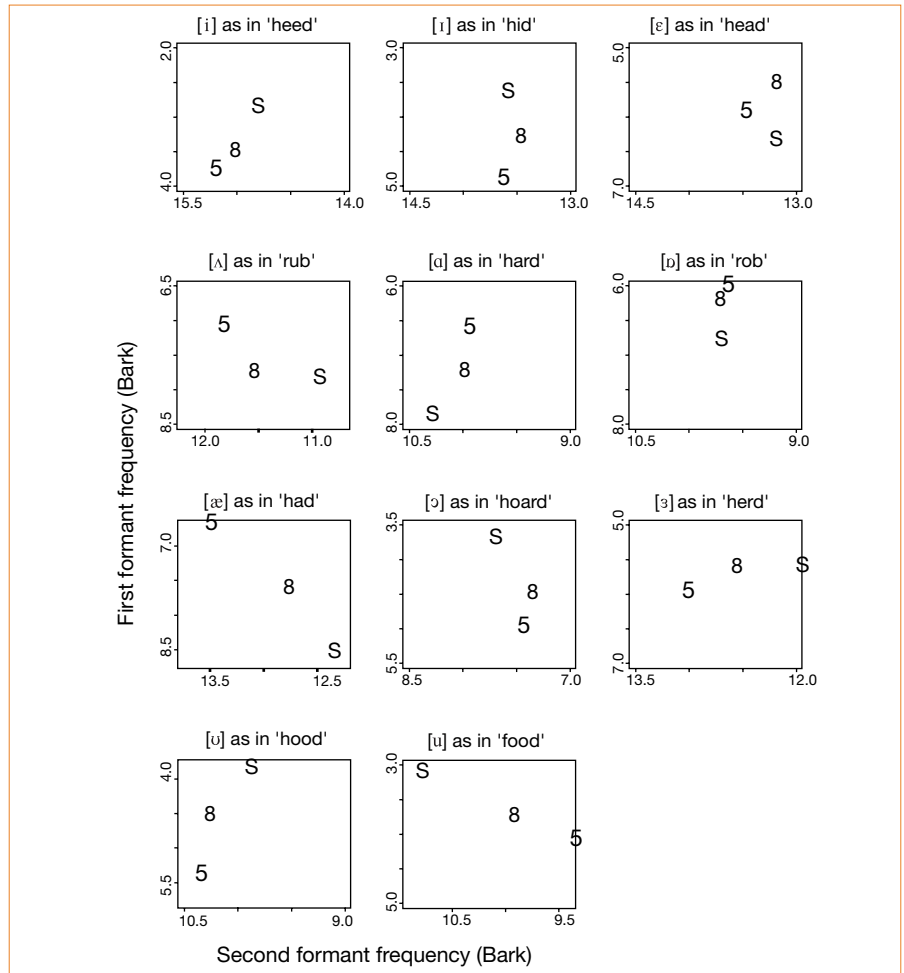 [i] as in 'heed'
2.0
S
8
5
4.0
15.5 14.0
[ɪ] as in 'hid'
3.0
S
8
5
5.0
14.5 13.0
[ɛ] as in 'head'
5.0
8
5
S
7.0
14.5 13.0
[ʌ] as in 'rub'
6.5
5
8 S
8.5
12.0 11.0
[ɑ] as in 'hard'
6.0
5
8
S
8.0
10.5 9.0
[ɒ] as in 'rob'
6.0
5
8
S
8.0
10.5 9.0
First formant frequency (Bark)
[æ] as in 'had'
5
7.0
8
8.5
S
13.5 12.5
[ɔ] as in 'hoard'
3.5
S
8
5
5.5
8.5 7.0
[ɜ] as in 'herd'
5.0
5 8 S
7.0
13.5 12.0
[ʊ] as in 'hood'
S
4.0
8
5
5.5
10.5 9.0
[u] as in 'food'
3.0
S
8
5
5.0
10.5 9.5
Second formant frequency (Bark)